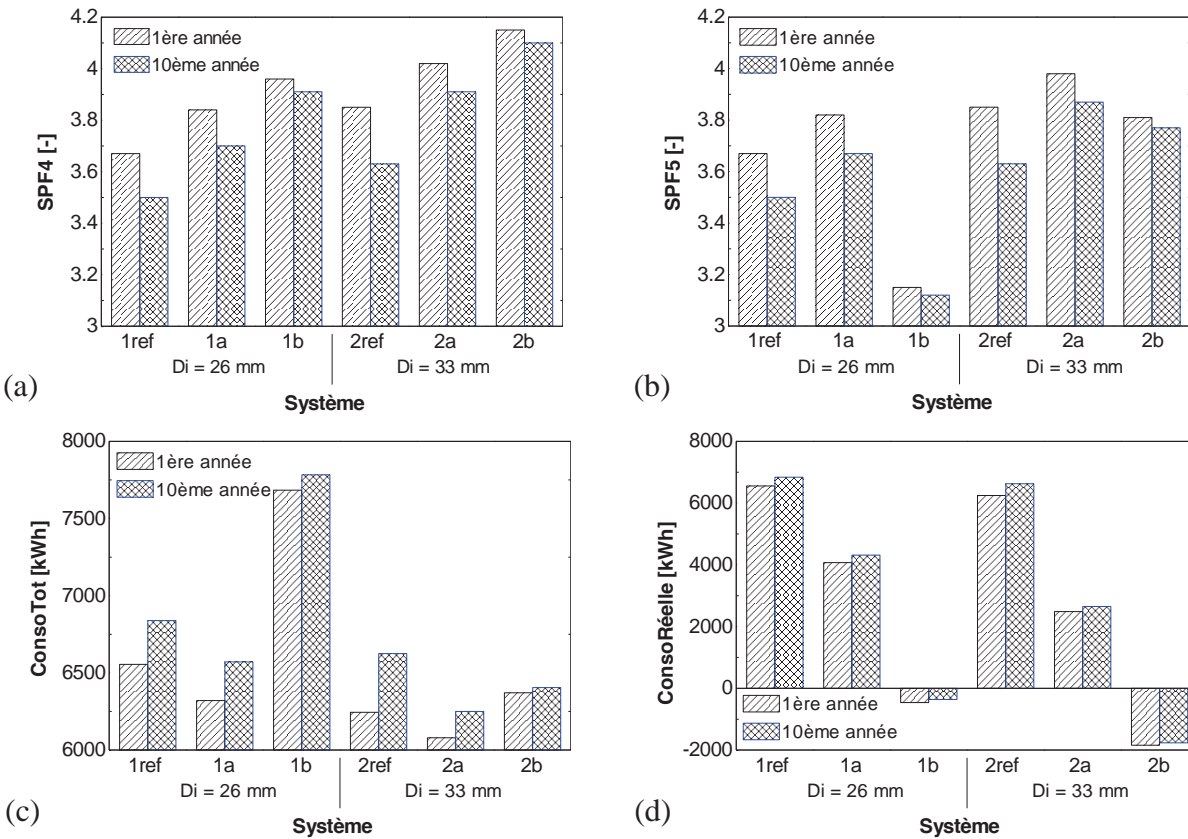 (a)
SPF4 [-]
4.2
4
3.8
3.6
3.4
3.2
3
1ère année
10ème année
1ref 1a 1b 2ref 2a 2b
Di = 26 mm Di = 33 mm
Système
(b)
SPF5 [-]
4.2
4
3.8
3.6
3.4
3.2
3
1ère année
10ème année
1ref 1a 1b 2ref 2a 2b
Di = 26 mm Di = 33 mm
Système
(c)
ConsoTot [kWh]
8000
7500
7000
6500
6000
1ère année
10ème année
1ref 1a 1b 2ref 2a 2b
Di = 26 mm Di = 33 mm
Système
(d)
ConsoRéelle [kWh]
8000
6000
4000
2000
0
-2000
1ère année
10ème année
1ref 1a 1b 2ref 2a 2b
Di = 26 mm Di = 33 mm
Système